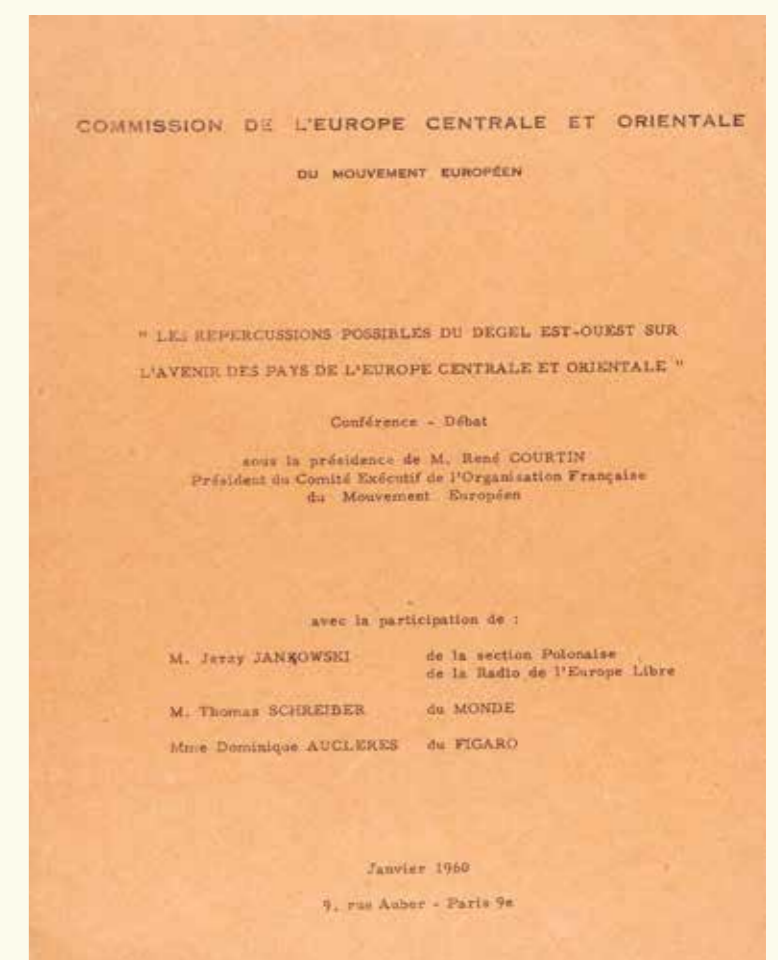 COMMISSION DE L'EUROPE CENTRALE ET ORIENTALE
DU MOUVEMENT EUROPÉEN
" LES REPERCUSSIONS POSSIBLES DU DEGEL EST-OUEST SUR
L'AVENIR DES PAYS DE L'EUROPE CENTRALE ET ORIENTALE "
Conférence - Débat
sous la présidence de M. René COURTIN
Président du Comité Exécutif de l'Organisation Française
du Mouvement Européen
avec la participation de :
M. Jerzy JANKOWSKI de la section Polonaise
de la Radio de l'Europe Libre
M. Thomas SCHREIBER du MONDE
Mme Dominique AUCLERES du FIGARO
Janvier 1960
9, rue Auber - Paris 9e